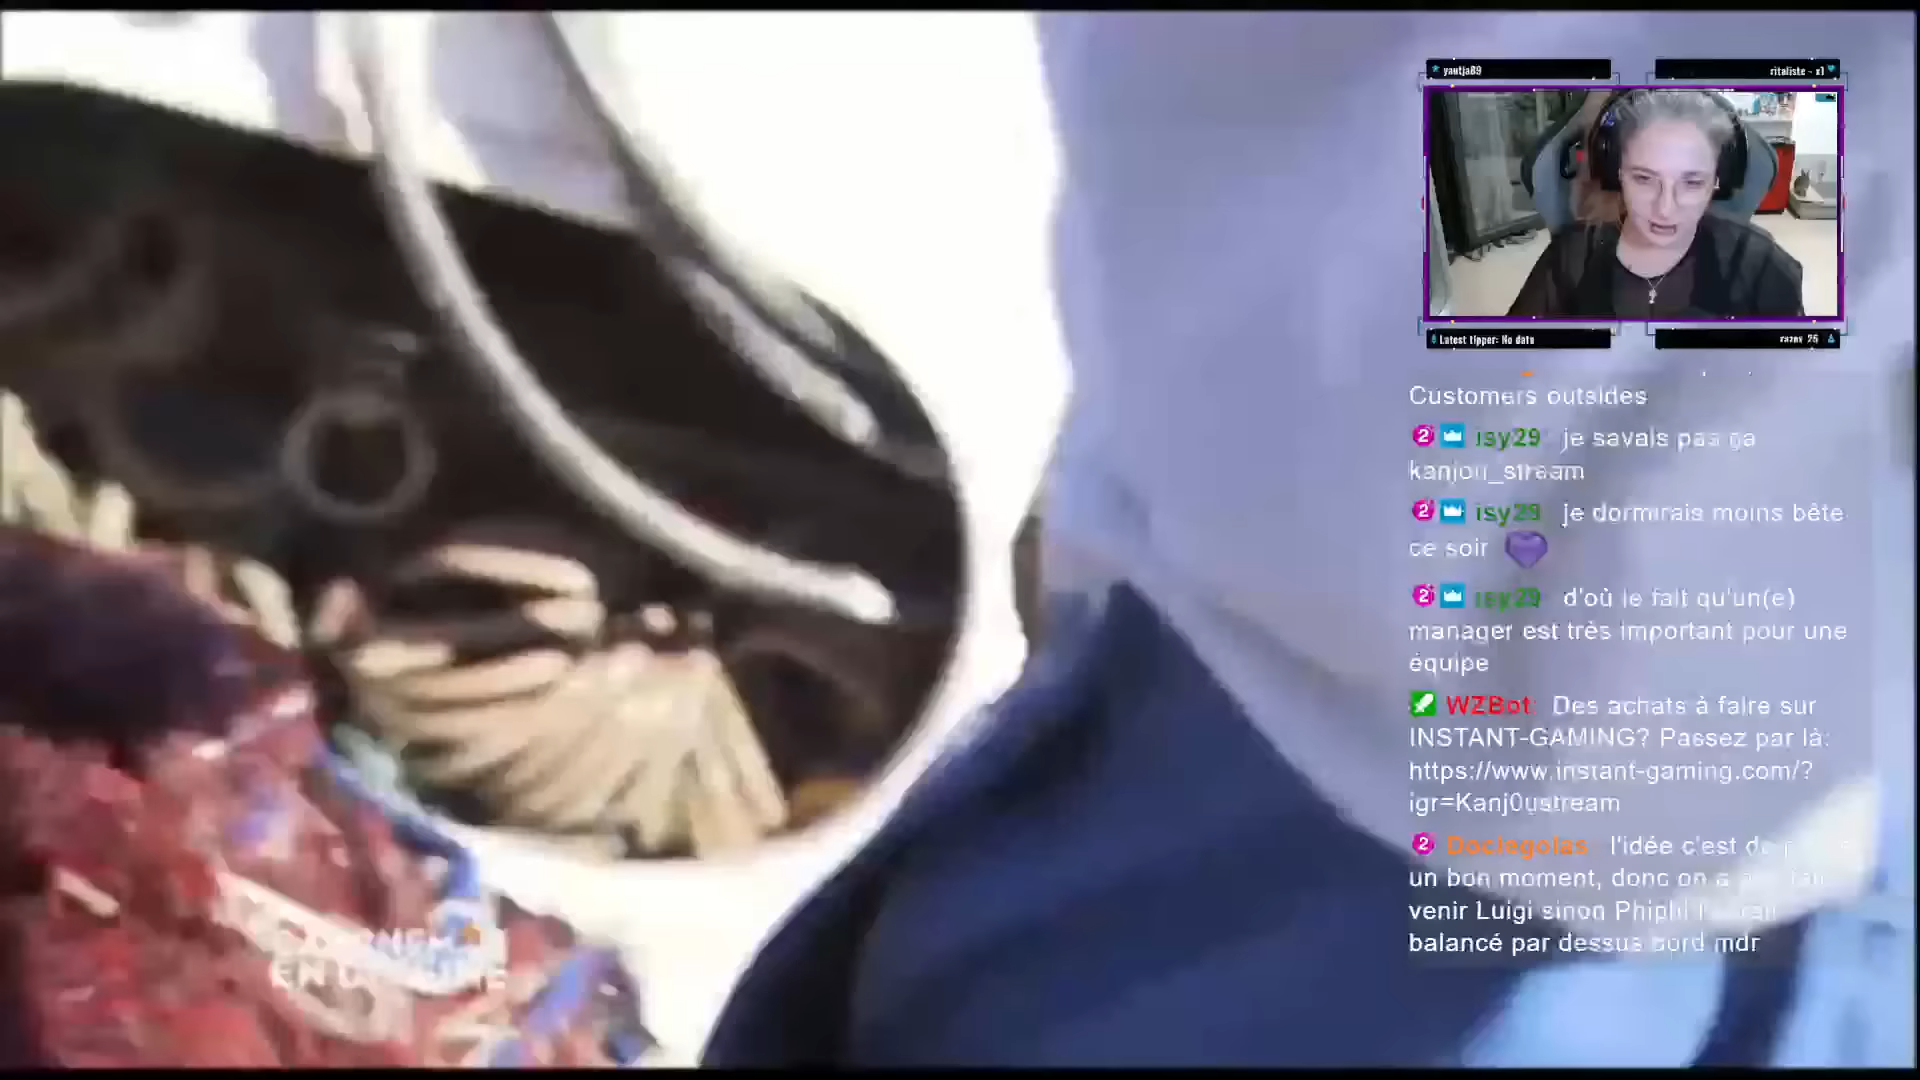 yautja89
ritaliste - x1
Latest tipper: No data
razox_25
Customers outsides
isy29: je savais pas ça
kanjou_stream
isy29: je dormirais moins bête
ce soir
isy29: d'où le fait qu'un(e)
manager est très important pour une
équipe
WZBot: Des achats à faire sur
INSTANT-GAMING? Passez par là:
https://www.instant-gaming.com/?
igr=Kanj0ustream
Doclegolas: l'idée c'est de
un bon moment, donc on a
venir Luigi sinon Phiphi
balancé par dessus bord mdr
EN